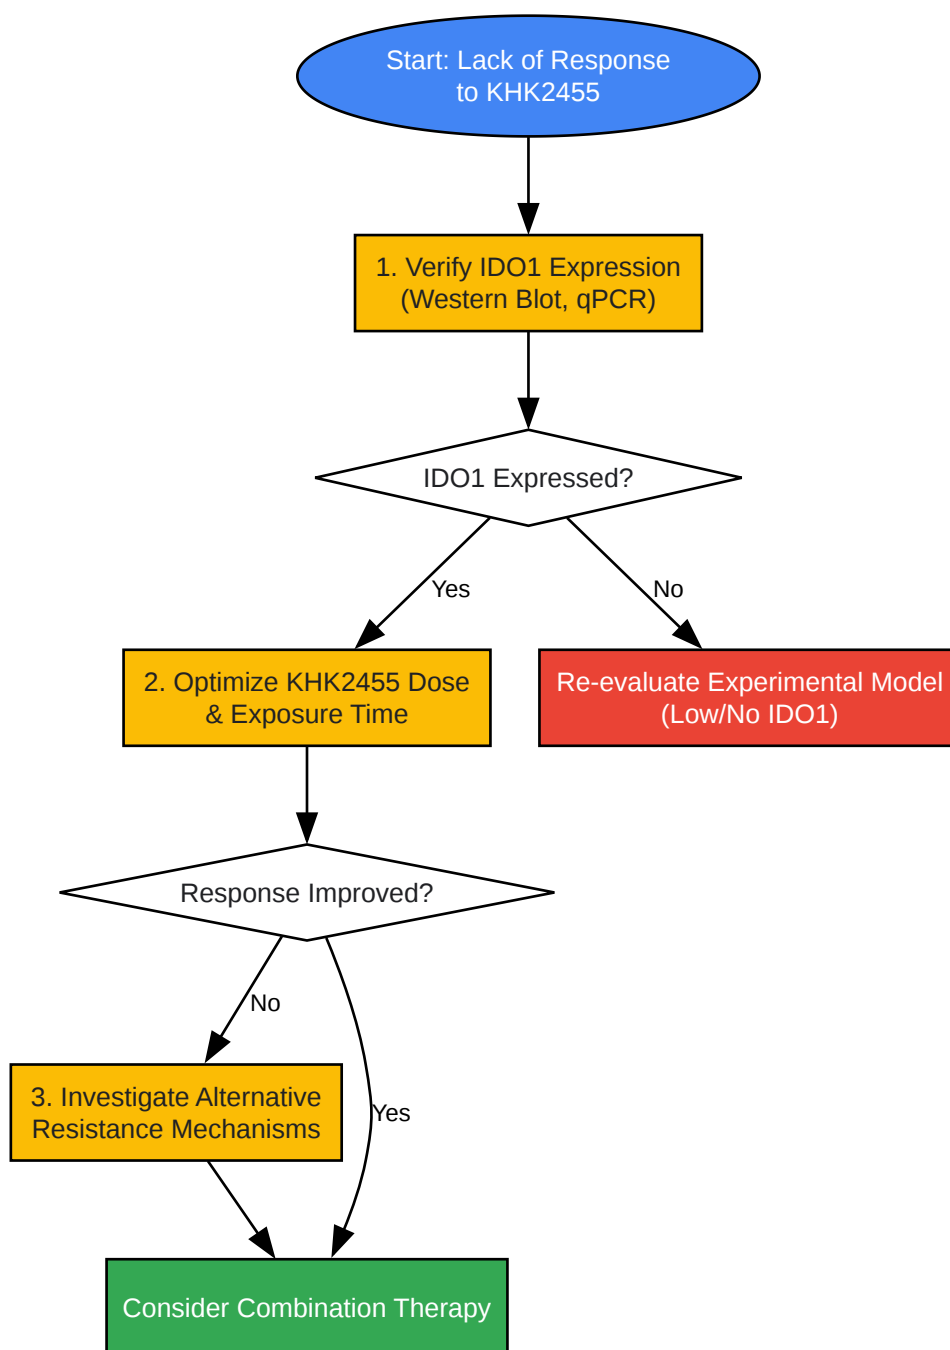 Start: Lack of Response
to KHK2455
1. Verify IDO1 Expression
(Western Blot, qPCR)
IDO1 Expressed?
Yes
No
2. Optimize KHK2455 Dose
& Exposure Time
Re-evaluate Experimental Model
(Low/No IDO1)
Response Improved?
No
Yes
3. Investigate Alternative
Resistance Mechanisms
Consider Combination Therapy